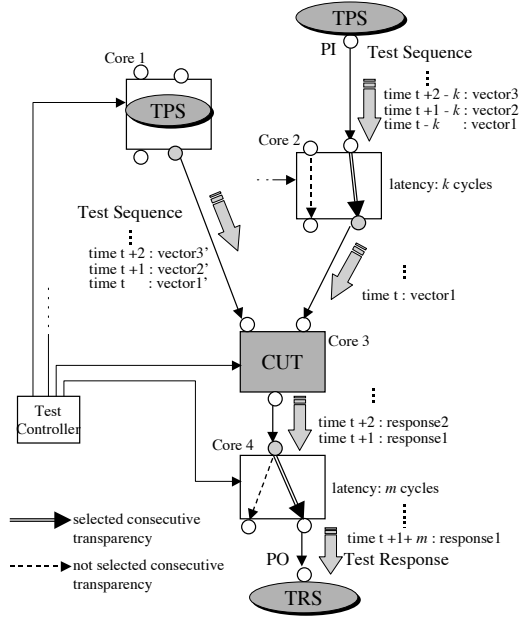 TPS
PI
Test Sequence
time t +2 - k : vector3
time t +1 - k : vector2
time t - k : vector1
Core 1
TPS
Core 2
latency: k cycles
Test Sequence
time t +2 : vector3'
time t +1 : vector2'
time t : vector1'
time t : vector1
Core 3
CUT
Test
Controller
time t +2 : response2
time t +1 : response1
Core 4
latency: m cycles
selected consecutive
transparency
time t +1+ m : response1
PO
Test Response
not selected consecutive
transparency
TRS